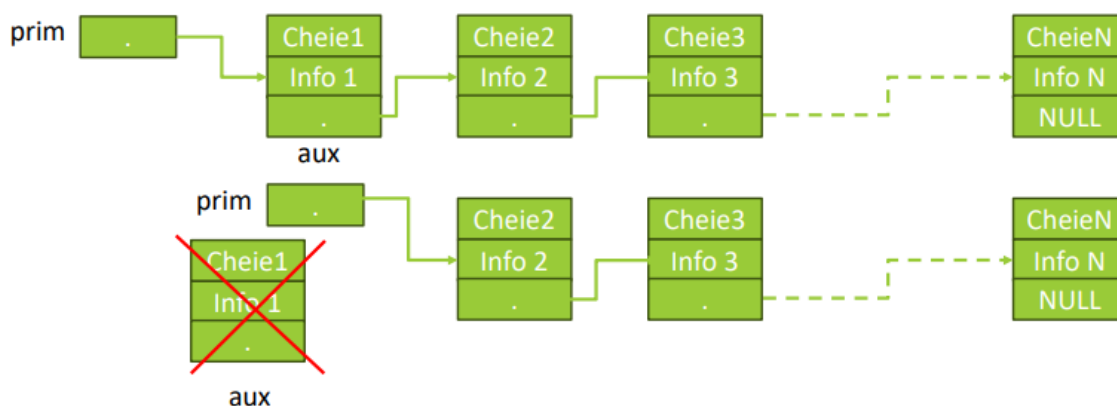 prim
.
Cheie1
Info 1
.
aux
Cheie2
Info 2
.
Cheie3
Info 3
.
CheieN
Info N
NULL
prim
.
Cheie1
Info 1
.
aux
Cheie2
Info 2
.
Cheie3
Info 3
.
CheieN
Info N
NULL